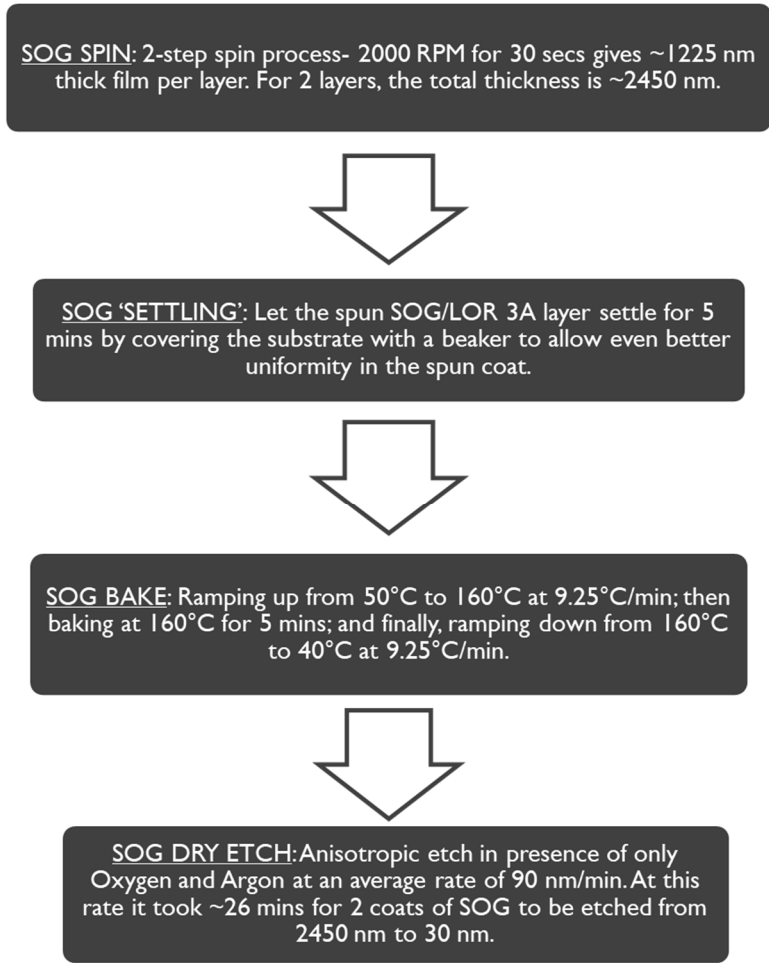 SOG SPIN: 2-step spin process- 2000 RPM for 30 secs gives ~1225 nm
thick film per layer. For 2 layers, the total thickness is ~2450 nm.
SOG ‘SETTLING’: Let the spun SOG/LOR 3A layer settle for 5
mins by covering the substrate with a beaker to allow even better
uniformity in the spun coat.
SOG BAKE: Ramping up from 50°C to 160°C at 9.25°C/min; then
baking at 160°C for 5 mins; and finally, ramping down from 160°C
to 40°C at 9.25°C/min.
SOG DRY ETCH: Anisotropic etch in presence of only
Oxygen and Argon at an average rate of 90 nm/min. At this
rate it took ~26 mins for 2 coats of SOG to be etched from
2450 nm to 30 nm.